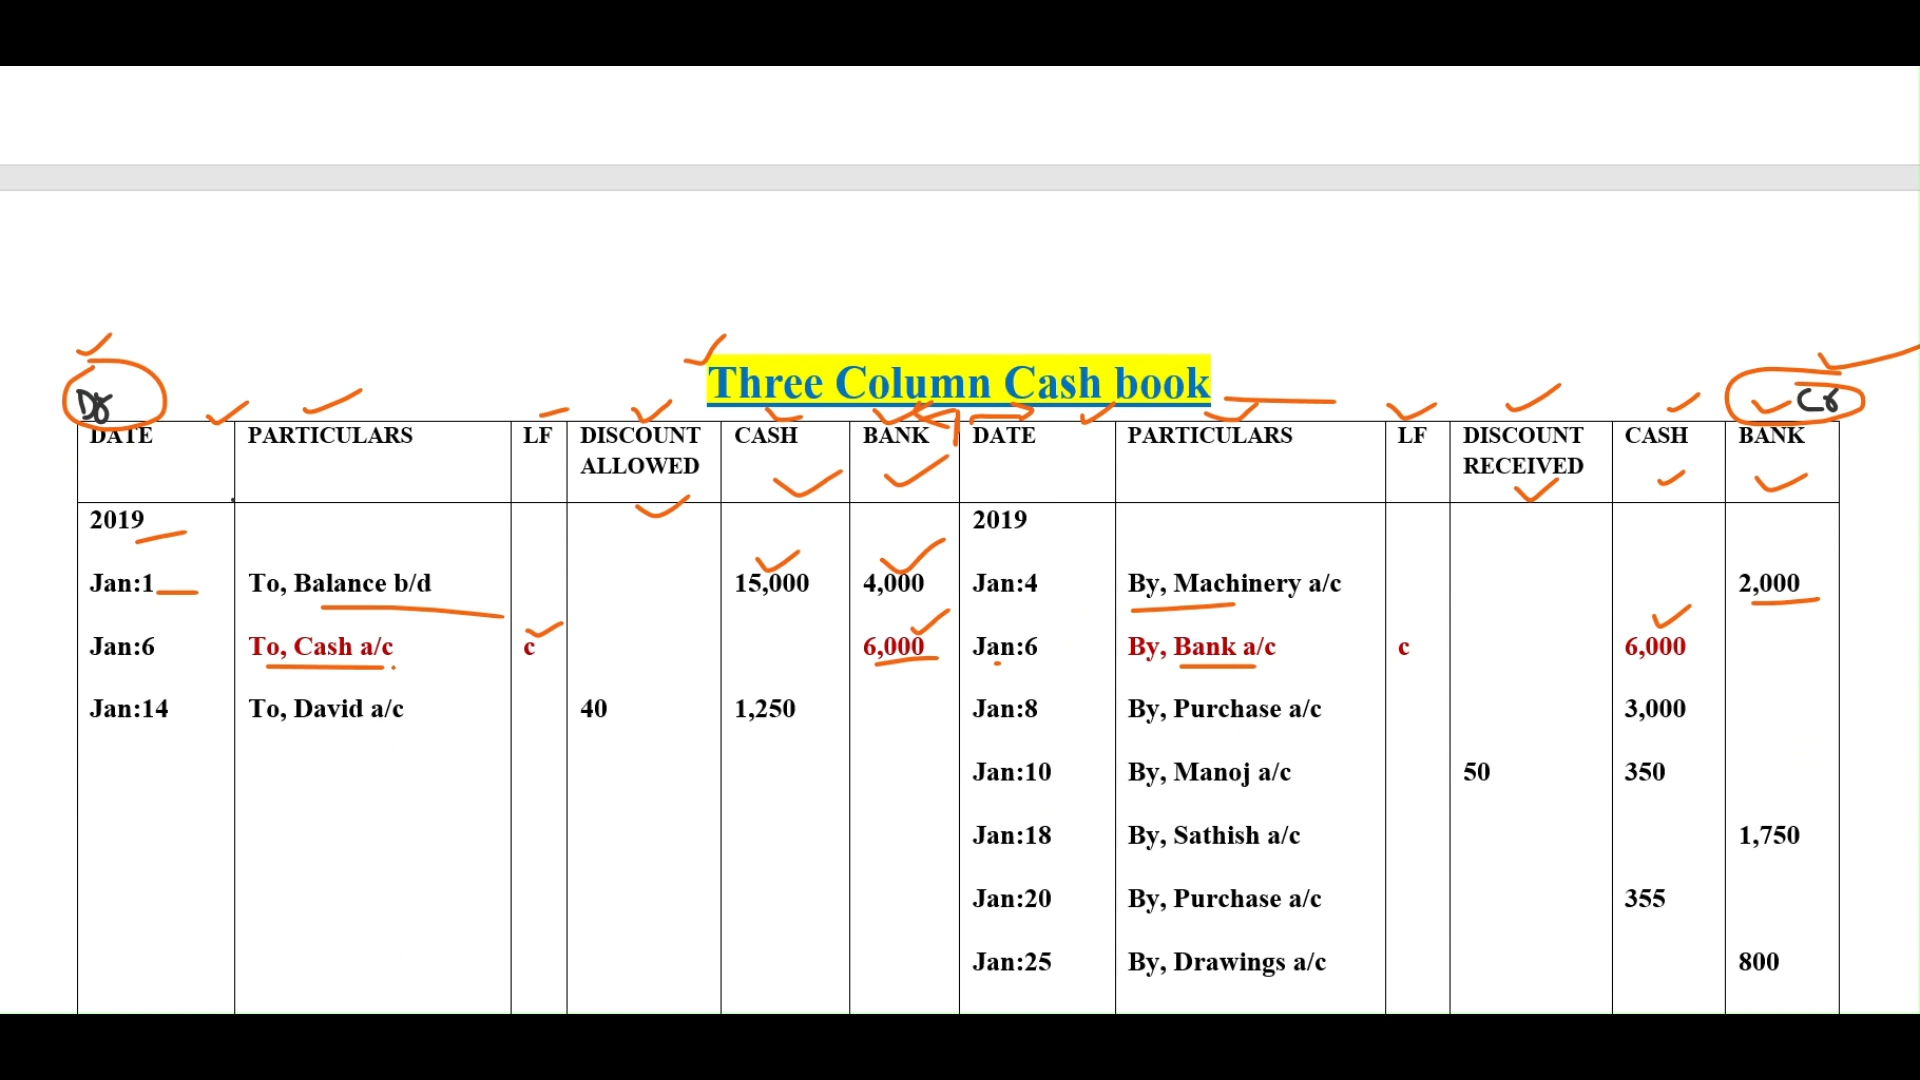 Three Column Cash book
Dr Cr
DATE PARTICULARS LF DISCOUNT ALLOWED CASH BANK DATE PARTICULARS LF DISCOUNT RECEIVED CASH BANK
2019 2019
Jan:1 To, Balance b/d 15,000 4,000 Jan:4 By, Machinery a/c 2,000
Jan:6 To, Cash a/c c 6,000 Jan:6 By, Bank a/c c 6,000
Jan:14 To, David a/c 40 1,250 Jan:8 By, Purchase a/c 3,000
Jan:10 By, Manoj a/c 50 350
Jan:18 By, Sathish a/c 1,750
Jan:20 By, Purchase a/c 355
Jan:25 By, Drawings a/c 800